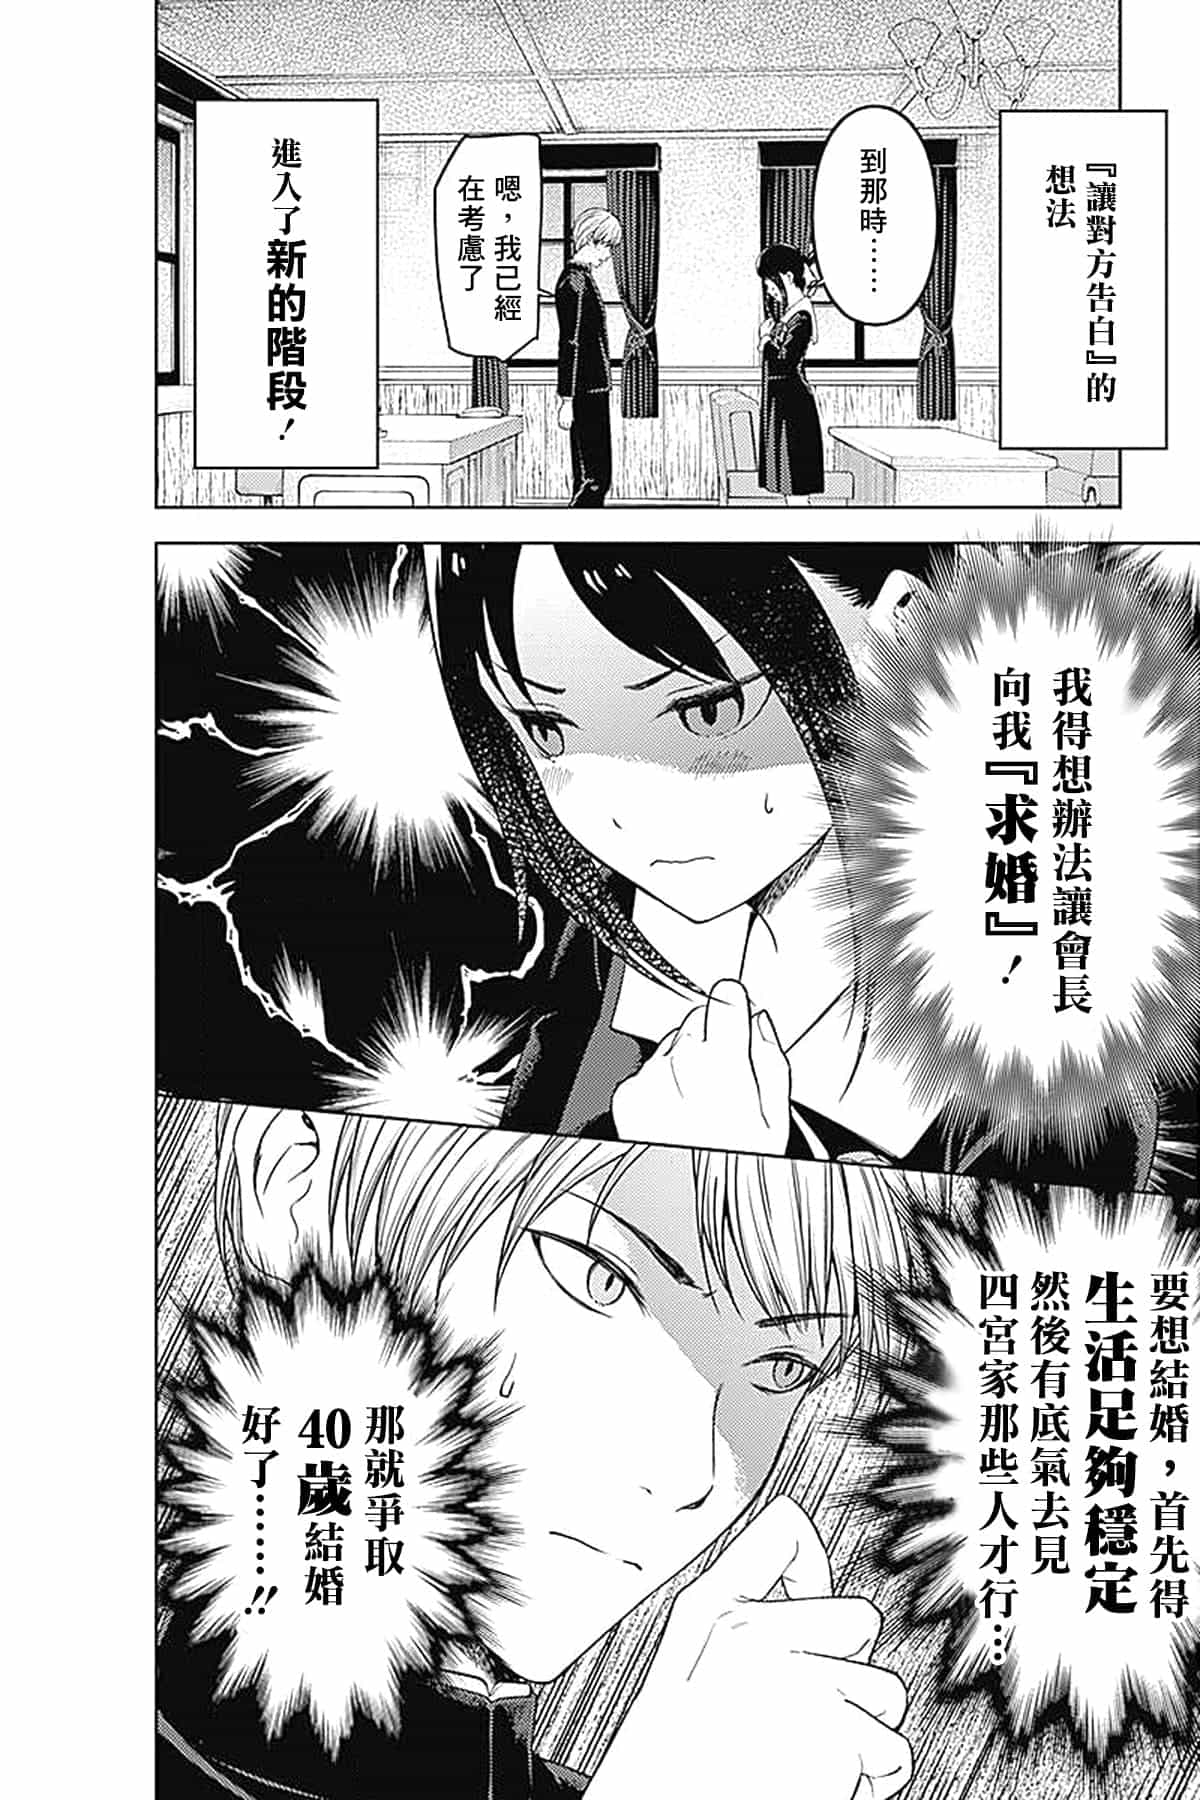 『讓對方告白』的
想法
到那時……
嗯，我已經
在考慮了
進入了新的階段！
我得想辦法讓會長
向我『求婚』！
要想結婚，首先得
生活足夠穩定
然後有底氣去見
四宮家那些人才行…
那就爭取
40歲結婚
好了……!!